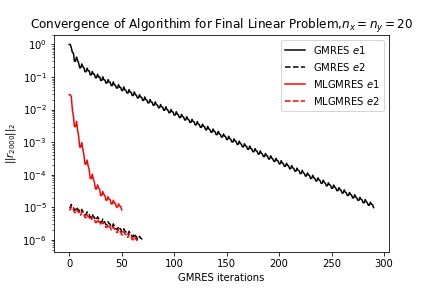 Convergence of Algorithim for Final Linear Problem,n_x = n_y = 20
GMRES e1
GMRES e2
MLGMRES e1
MLGMRES e2
10^0
10^-1
10^-2
10^-3
10^-4
10^-5
10^-6
||r_2000||_2
0 50 100 150 200 250 300
GMRES iterations